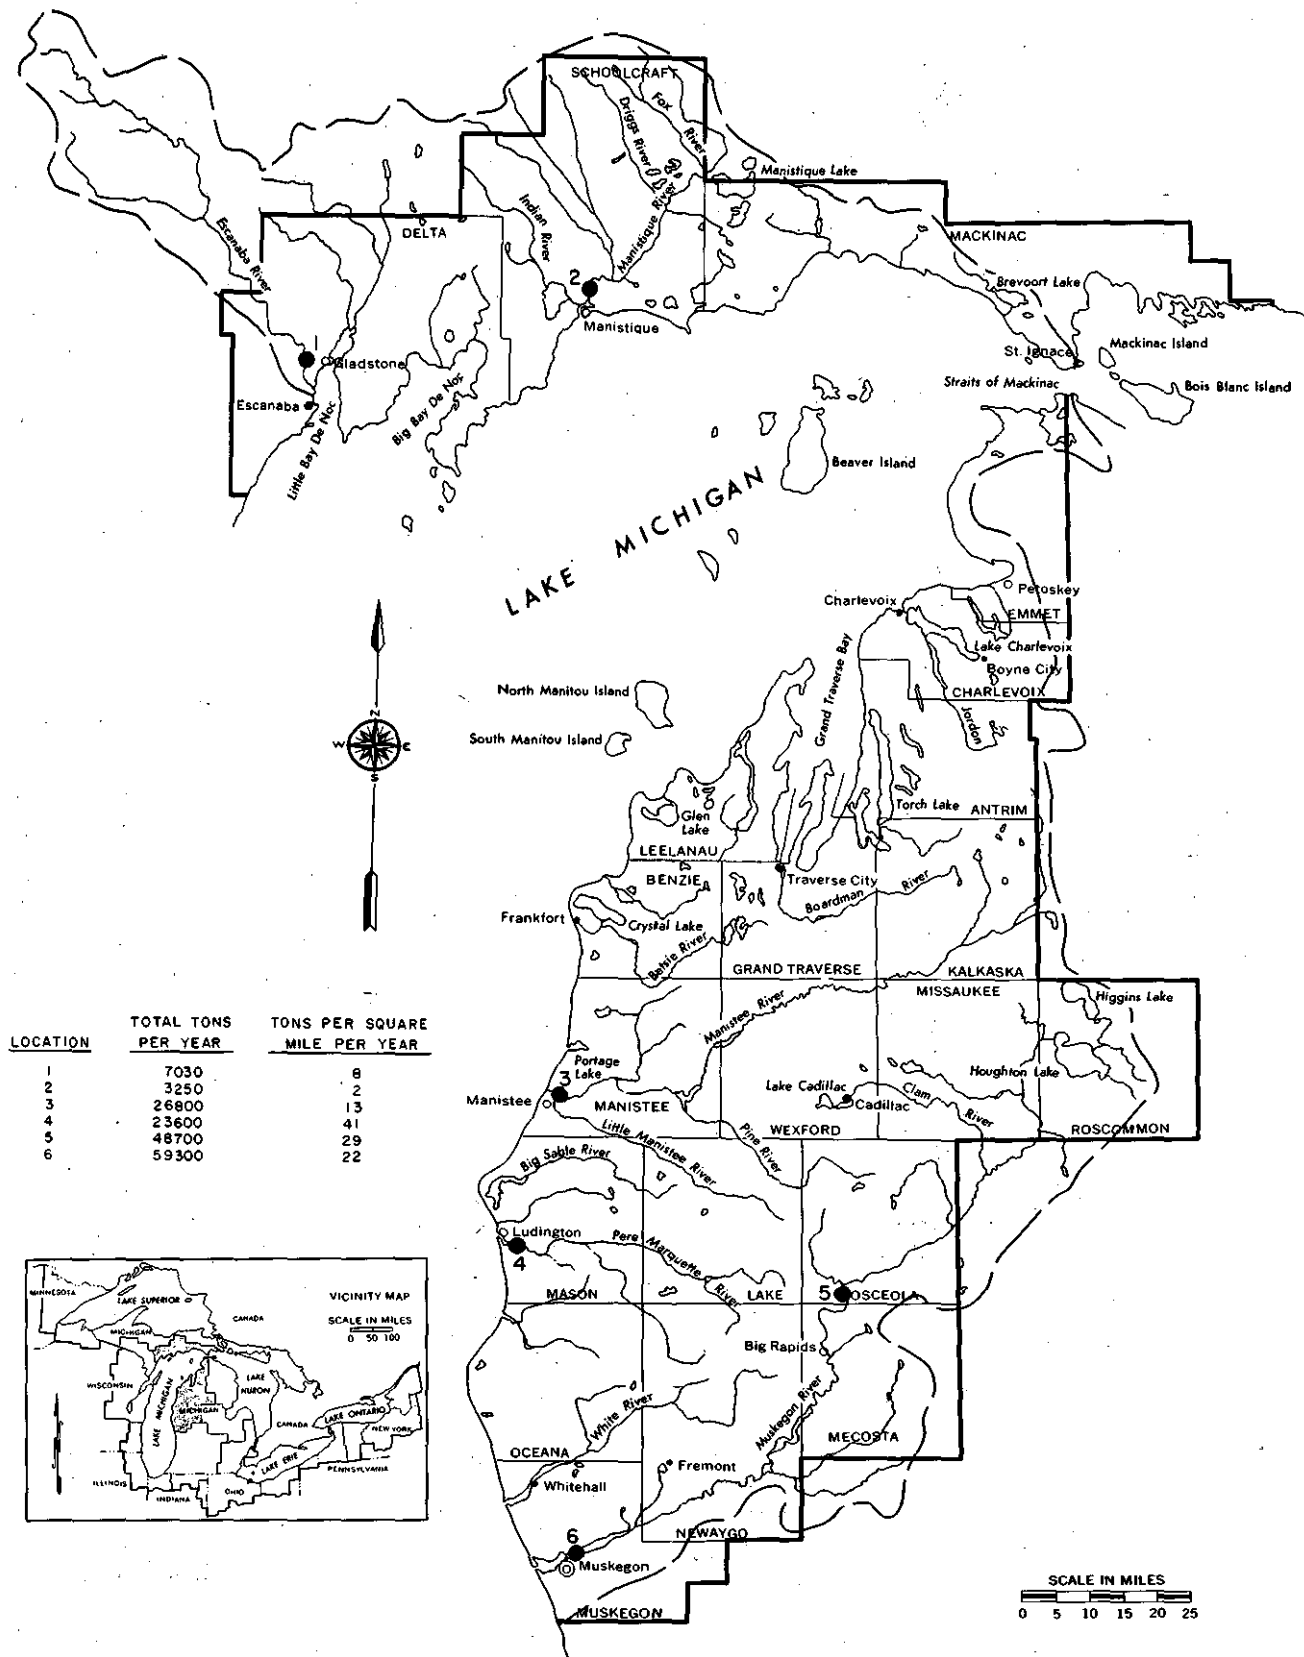 SCHOOLCRAFT
Fox
River
Driggs River
Manistique Lake
Indian River
Manistique River
Escanaba River
DELTA
MACKINAC
Brevoort Lake
2
Manistique
1
Gladstone
St. Ignace
Mackinac Island
Straits of Mackinac
Bois Blanc Island
Escanaba
Little Bay De Noc
Big Bay De Noc
Beaver Island
LAKE MICHIGAN
Petoskey
Charlevoix
EMMET
Lake Charlevoix
Boyne City
CHARLEVOIX
Grand Traverse Bay
Jordon
North Manitou Island
South Manitou Island
N
W
E
S
Torch Lake
ANTRIM
Glen
Lake
LEELANAU
BENZIE
Traverse City
Boardman River
Frankfort
Crystal Lake
Betsie River
GRAND TRAVERSE
KALKASKA
MISSAUKEE
Higgins Lake
Manistee River
LOCATION TOTAL TONS PER YEAR TONS PER SQUARE MILE PER YEAR
1 7030 8
2 3250 2
3 26800 13
4 23600 41
5 48700 29
6 59300 22
Portage
Lake
3
Manistee
MANISTEE
Lake Cadillac
Cadillac
Clam River
Houghton Lake
WEXFORD
ROSCOMMON
Little Manistee River
Pine River
Big Sable River
Ludington
4
Pere Marquette River
MASON
LAKE
5
OSCEOLA
Big Rapids
White River
Muskegon River
MECOSTA
OCEANA
Whitehall
Fremont
NEWAYGO
6
Muskegon
MUSKEGON
VICINITY MAP
SCALE IN MILES
0 50 100
MINNESOTA
LAKE SUPERIOR
CANADA
MICHIGAN
WISCONSIN
LAKE MICHIGAN
MICHIGAN
LAKE
HURON
CANADA
LAKE ONTARIO
NEW YORK
LAKE ERIE
PENNSYLVANIA
ILLINOIS
INDIANA
OHIO
SCALE IN MILES
0 5 10 15 20 25